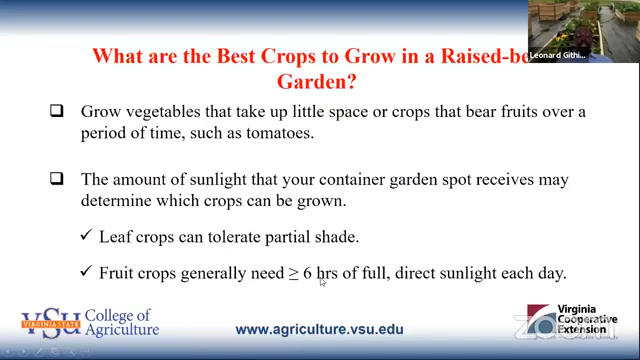 Leonard Githi...
What are the Best Crops to Grow in a Raised-be
Garden?
Grow vegetables that take up little space or crops that bear fruits over a
period of time, such as tomatoes.
The amount of sunlight that your container garden spot receives may
determine which crops can be grown.
Leaf crops can tolerate partial shade.
Fruit crops generally need ≥ 6 hrs of full, direct sunlight each day.
VSU
VIRGINIA STATE
College of
Agriculture
www.agriculture.vsu.edu
Virginia
Cooperative
Extension
zoom